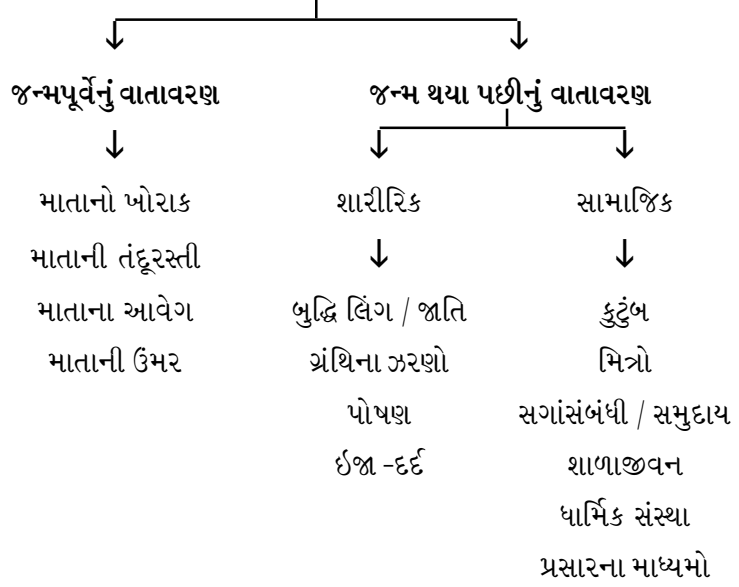 જન્મપૂર્વેનું વાતાવરણ
જન્મ થયા પછીનું વાતાવરણ
માતાનો ખોરાક
માતાની તંદૂરસ્તી
માતાના આવેગ
માતાની ઉંમર
શારીરિક
બુદ્ધિ લિંગ / જાતિ
ગ્રંથિના ઝરણો
પોષણ
ઇજા -દર્દ
સામાજિક
કુટુંબ
મિત્રો
સગાંસંબંધી / સમુદાય
શાળાજીવન
ધાર્મિક સંસ્થા
પ્રસારના માધ્યમો